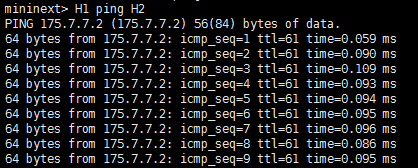 mininext> H1 ping H2
PING 175.7.7.2 (175.7.7.2) 56(84) bytes of data.
64 bytes from 175.7.7.2: icmp_seq=1 ttl=61 time=0.059 ms
64 bytes from 175.7.7.2: icmp_seq=2 ttl=61 time=0.090 ms
64 bytes from 175.7.7.2: icmp_seq=3 ttl=61 time=0.109 ms
64 bytes from 175.7.7.2: icmp_seq=4 ttl=61 time=0.093 ms
64 bytes from 175.7.7.2: icmp_seq=5 ttl=61 time=0.094 ms
64 bytes from 175.7.7.2: icmp_seq=6 ttl=61 time=0.095 ms
64 bytes from 175.7.7.2: icmp_seq=7 ttl=61 time=0.096 ms
64 bytes from 175.7.7.2: icmp_seq=8 ttl=61 time=0.086 ms
64 bytes from 175.7.7.2: icmp_seq=9 ttl=61 time=0.095 ms